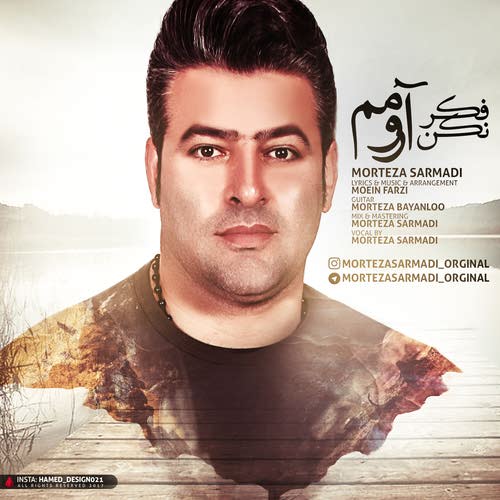 فکر نکن آرومم
MORTEZA SARMADI
LYRICS & MUSIC & ARRANGEMENT
MOEIN FARZI
GUITAR
MORTEZA BAYANLOO
MIX & MASTERING
MORTEZA SARMADI
VOCAL BY
MORTEZA SARMADI
MORTEZASARMADI_ORGINAL
MORTEZASARMADI_ORGINAL
INSTA: HAMED_DESIGN021
ALL RIGHTS RESERVED 2017